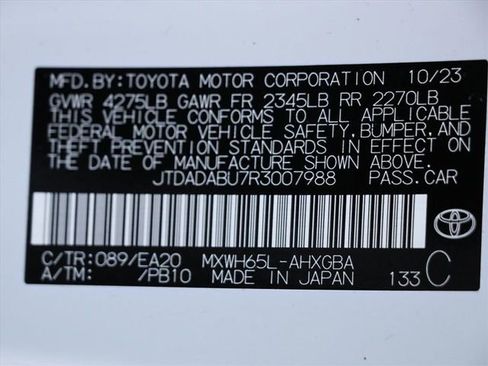 MFD. BY: TOYOTA MOTOR CORPORATION 10/23
GVWR 4275LB GAWR FR 2345LB RR 2270LB
THIS VEHICLE CONFORMS TO ALL APPLICABLE
FEDERAL MOTOR VEHICLE SAFETY, BUMPER, AND
THEFT PREVENTION STANDARDS IN EFFECT ON
THE DATE OF MANUFACTURE SHOWN ABOVE.
JTDADABU7R3007988 PASS.CAR
C/TR: 089/EA20 MXWH65L-AHXGBA
A/TM: /PB10 MADE IN JAPAN 133 C